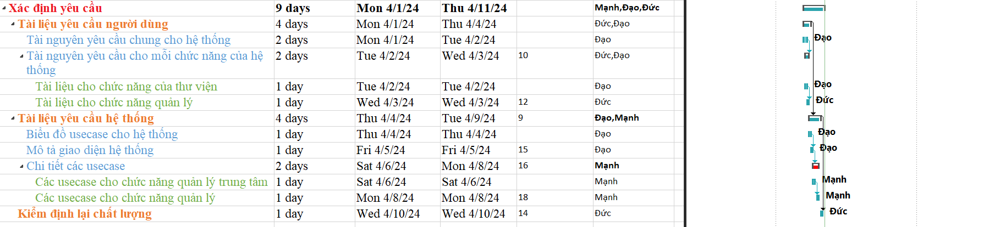 Xác định yêu cầu 9 days Mon 4/1/24 Thu 4/11/24 Mạnh,Đạo,Đức
Tài liệu yêu cầu người dùng 4 days Mon 4/1/24 Thu 4/4/24 Đức,Đạo
Tài nguyên yêu cầu chung cho hệ thống 2 days Mon 4/1/24 Tue 4/2/24 Đạo Đạo
Tài nguyên yêu cầu cho mỗi chức năng của hệ 2 days Tue 4/2/24 Wed 4/3/24 10 Đức,Đạo
thống
Tài liệu cho chức năng của thư viện 1 day Tue 4/2/24 Tue 4/2/24 Đạo Đạo
Tài liệu cho chức năng quản lý 1 day Wed 4/3/24 Wed 4/3/24 12 Đức Đức
Tài liệu yêu cầu hệ thống 4 days Thu 4/4/24 Tue 4/9/24 9 Đạo,Mạnh
Biểu đồ usecase cho hệ thống 1 day Thu 4/4/24 Thu 4/4/24 Đạo Đạo
Mô tả giao diện hệ thống 1 day Fri 4/5/24 Fri 4/5/24 15 Đạo Đạo
Chi tiết các usecase 2 days Sat 4/6/24 Mon 4/8/24 16 Mạnh
Các usecase cho chức năng quản lý trung tâm 1 day Sat 4/6/24 Sat 4/6/24 Mạnh Mạnh
Các usecase cho chức năng quản lý 1 day Mon 4/8/24 Mon 4/8/24 18 Mạnh Mạnh
Kiểm định lại chất lượng 1 day Wed 4/10/24 Wed 4/10/24 14 Đức Đức